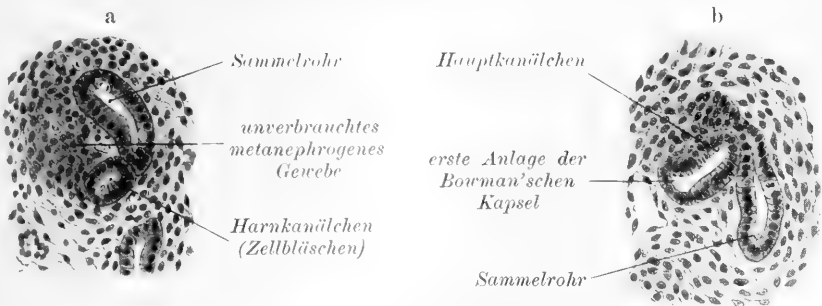 a
Sammelrohr
unverbrauchtes
metanephrogenes
Gewebe
Harnkanälchen
(Zellbläschen)
b
Hauptkanälchen
erste Anlage der
Bowman'schen
Kapsel
Sammelrohr